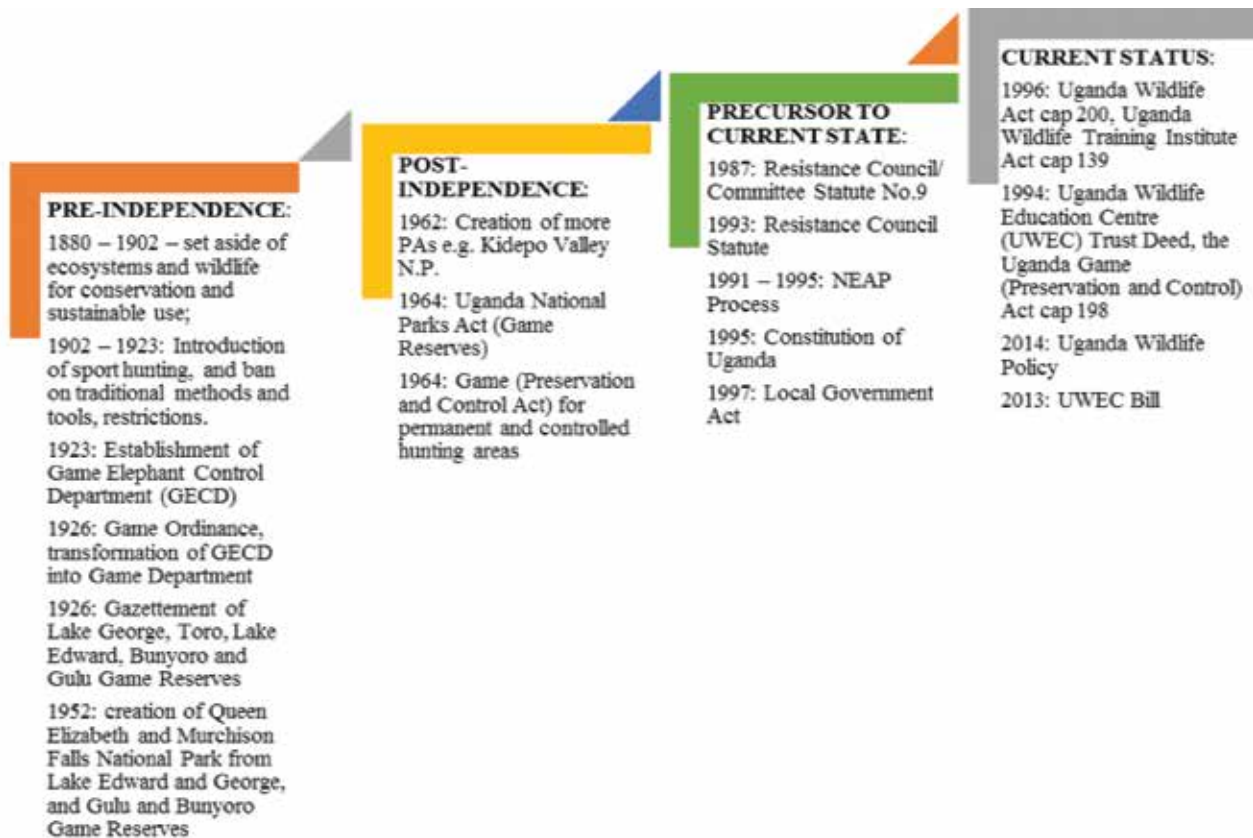 PRE-INDEPENDENCE:
1880 – 1902 – set aside of
ecosystems and wildlife
for conservation and
sustainable use;
1902 – 1923: Introduction
of sport hunting, and ban
on traditional methods and
tools, restrictions.
1923: Establishment of
Game Elephant Control
Department (GECD)
1926: Game Ordinance,
transformation of GECD
into Game Department
1926: Gazettement of
Lake George, Toro, Lake
Edward, Bunyoro and
Gulu Game Reserves
1952: creation of Queen
Elizabeth and Murchison
Falls National Park from
Lake Edward and George,
and Gulu and Bunyoro
Game Reserves
POST-
INDEPENDENCE:
1962: Creation of more
PAs e.g. Kidepo Valley
N.P.
1964: Uganda National
Parks Act (Game
Reserves)
1964: Game (Preservation
and Control Act) for
permanent and controlled
hunting areas
PRECURSOR TO
CURRENT STATE:
1987: Resistance Council/
Committee Statute No.9
1993: Resistance Council
Statute
1991 – 1995: NEAP
Process
1995: Constitution of
Uganda
1997: Local Government
Act
CURRENT STATUS:
1996: Uganda Wildlife
Act cap 200, Uganda
Wildlife Training Institute
Act cap 139
1994: Uganda Wildlife
Education Centre
(UWEC) Trust Deed, the
Uganda Game
(Preservation and Control)
Act cap 198
2014: Uganda Wildlife
Policy
2013: UWEC Bill